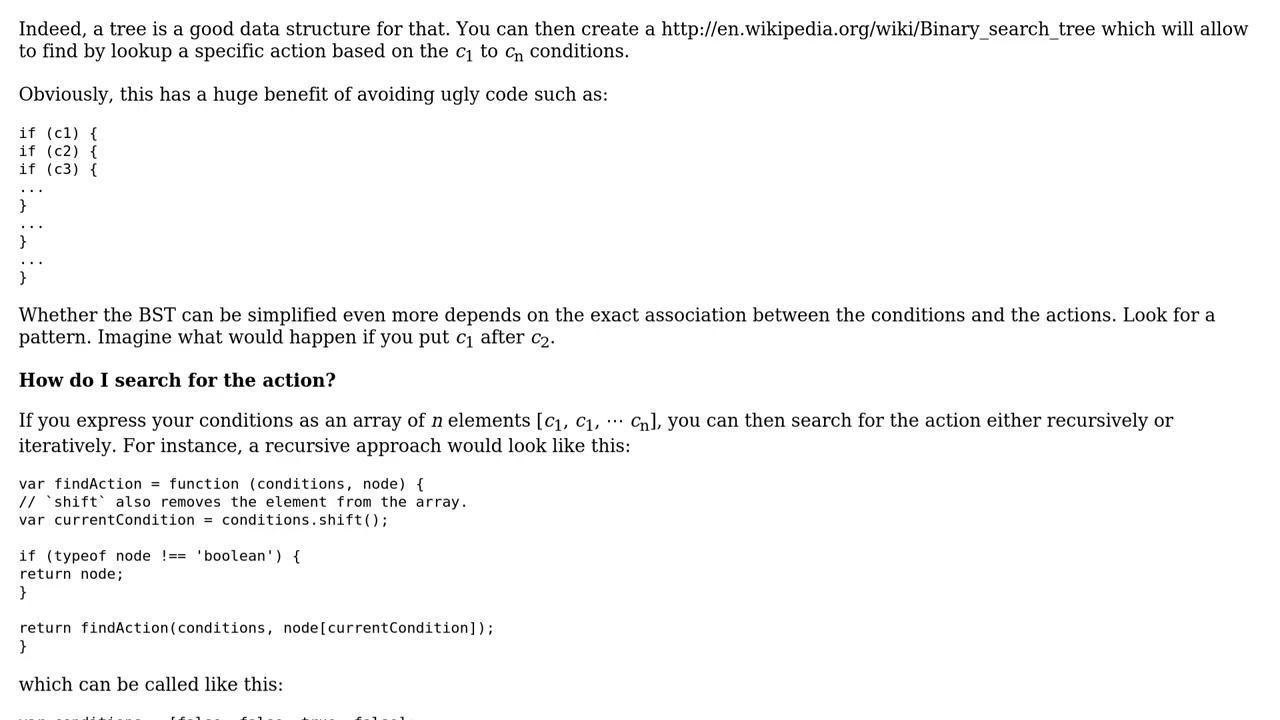 Indeed, a tree is a good data structure for that. You can then create a http://en.wikipedia.org/wiki/Binary_search_tree which will allow
to find by lookup a specific action based on the c1 to cn conditions.
Obviously, this has a huge benefit of avoiding ugly code such as:
if (c1) {
if (c2) {
if (c3) {
...
}
...
}
...
}
Whether the BST can be simplified even more depends on the exact association between the conditions and the actions. Look for a
pattern. Imagine what would happen if you put c1 after c2.
How do I search for the action?
If you express your conditions as an array of n elements [c1, c1, ⋯ cn], you can then search for the action either recursively or
iteratively. For instance, a recursive approach would look like this:
var findAction = function (conditions, node) {
// `shift` also removes the element from the array.
var currentCondition = conditions.shift();
if (typeof node !== 'boolean') {
return node;
}
return findAction(conditions, node[currentCondition]);
}
which can be called like this:
var conditions = [false, false, true, false];